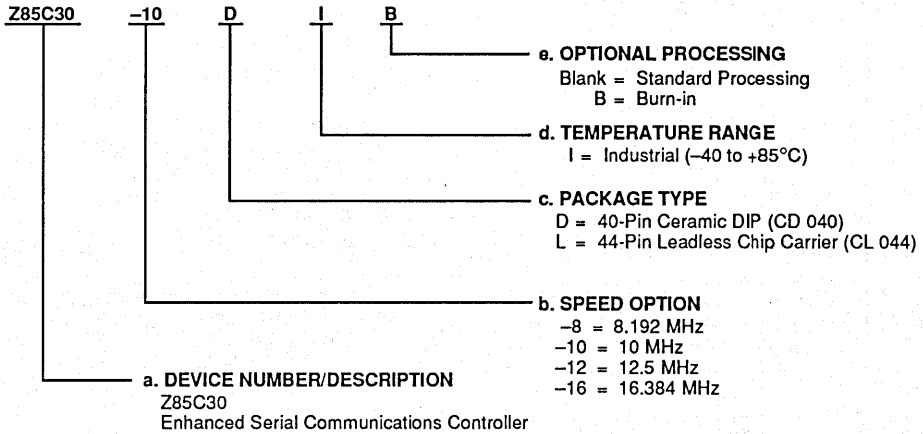 Z85C30 –10 D I B
e. OPTIONAL PROCESSING
Blank = Standard Processing
B = Burn-in
d. TEMPERATURE RANGE
I = Industrial (–40 to +85°C)
c. PACKAGE TYPE
D = 40-Pin Ceramic DIP (CD 040)
L = 44-Pin Leadless Chip Carrier (CL 044)
b. SPEED OPTION
–8 = 8.192 MHz
–10 = 10 MHz
–12 = 12.5 MHz
–16 = 16.384 MHz
a. DEVICE NUMBER/DESCRIPTION
Z85C30
Enhanced Serial Communications Controller